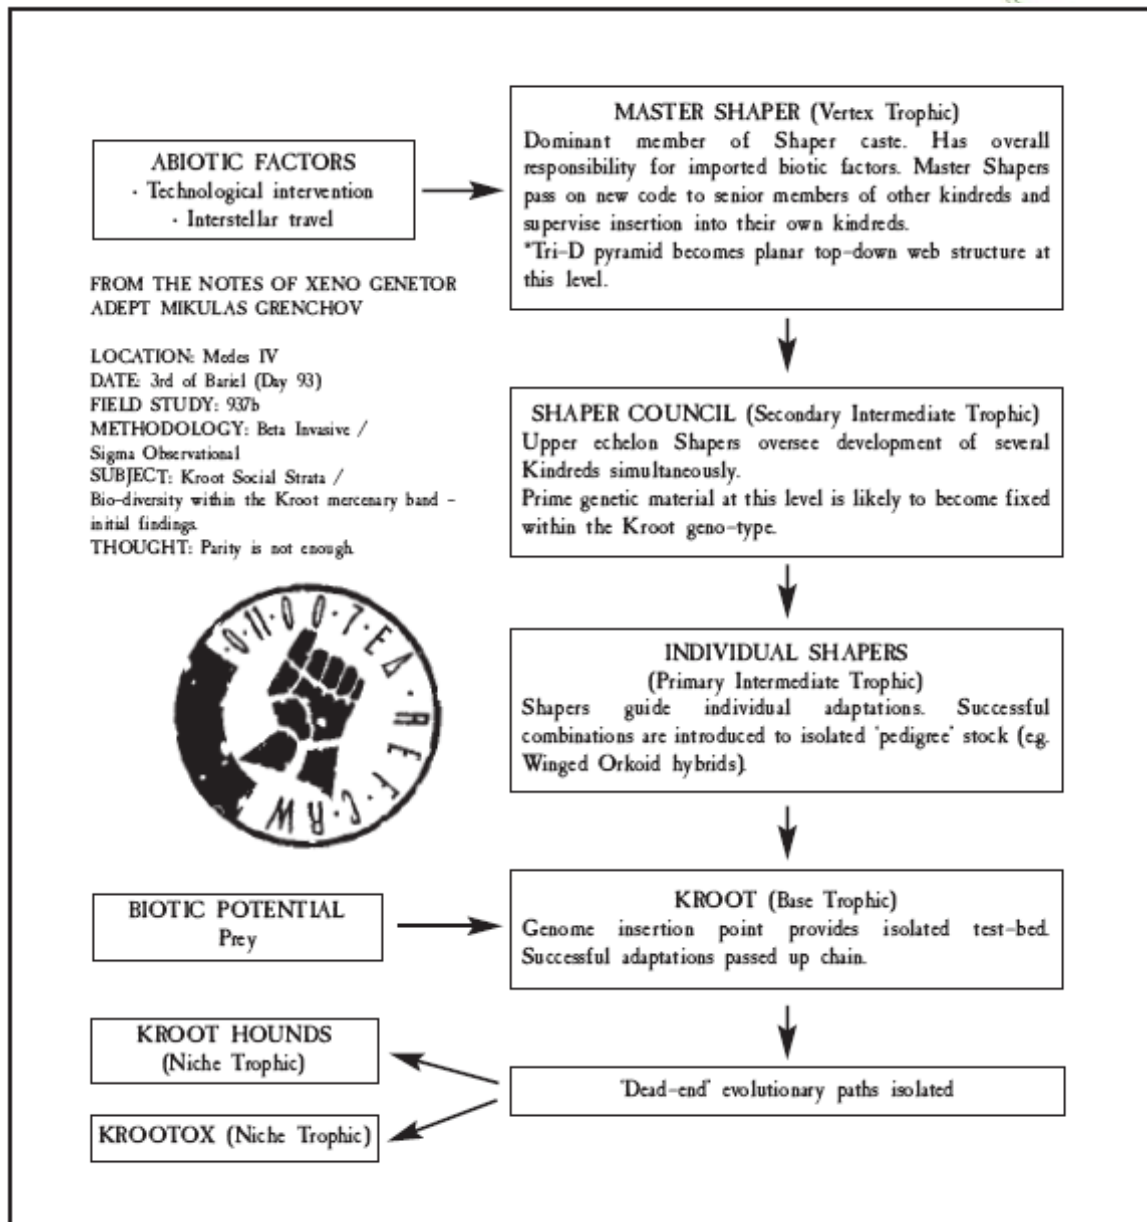 MASTER SHAPER (Vertex Trophic)
Dominant member of Shaper caste. Has overall
responsibility for imported biotic factors. Master Shapers
pass on new code to senior members of other kindreds and
supervise insertion into their own kindreds.
*Tri-D pyramid becomes planar top-down web structure at
this level.
ABIOTIC FACTORS
· Technological intervention
· Interstellar travel
FROM THE NOTES OF XENO GENETOR
ADEPT MIKULAS GRENCHOV
LOCATION: Medes IV
DATE: 3rd of Bariel (Day 93)
FIELD STUDY: 937b
METHODOLOGY: Beta Invasive /
Sigma Observational
SUBJECT: Kroot Social Strata /
Bio-diversity within the Kroot mercenary band -
initial findings.
THOUGHT: Parity is not enough.
SHAPER COUNCIL (Secondary Intermediate Trophic)
Upper echelon Shapers oversee development of several
Kindreds simultaneously.
Prime genetic material at this level is likely to become fixed
within the Kroot geno-type.
INDIVIDUAL SHAPERS
(Primary Intermediate Trophic)
Shapers guide individual adaptations. Successful
combinations are introduced to isolated 'pedigree' stock (e.g.
Winged Orkoid hybrids).
BIOTIC POTENTIAL
Prey
KROOT (Base Trophic)
Genome insertion point provides isolated test-bed.
Successful adaptations passed up chain.
'Dead-end' evolutionary paths isolated
KROOT HOUNDS
(Niche Trophic)
KROOTOX (Niche Trophic)